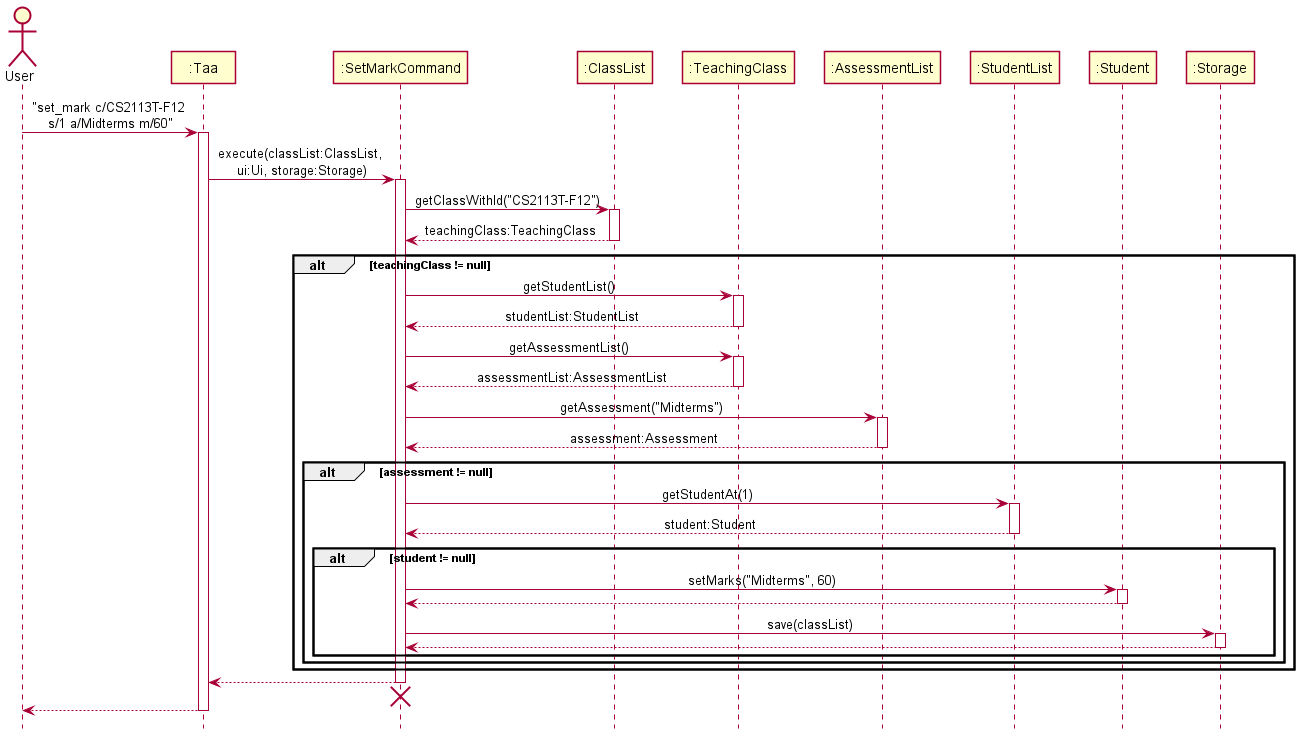 User
:Taa
:SetMarkCommand
:ClassList
:TeachingClass
:AssessmentList
:StudentList
:Student
:Storage
"set_mark c/CS2113T-F12
s/1 a/Midterms m/60"
execute(classList:ClassList,
ui:Ui, storage:Storage)
getClassWithId("CS2113T-F12")
teachingClass:TeachingClass
alt [teachingClass != null]
getStudentList()
studentList:StudentList
getAssessmentList()
assessmentList:AssessmentList
getAssessment("Midterms")
assessment:Assessment
alt [assessment != null]
getStudentAt(1)
student:Student
alt [student != null]
setMarks("Midterms", 60)
save(classList)